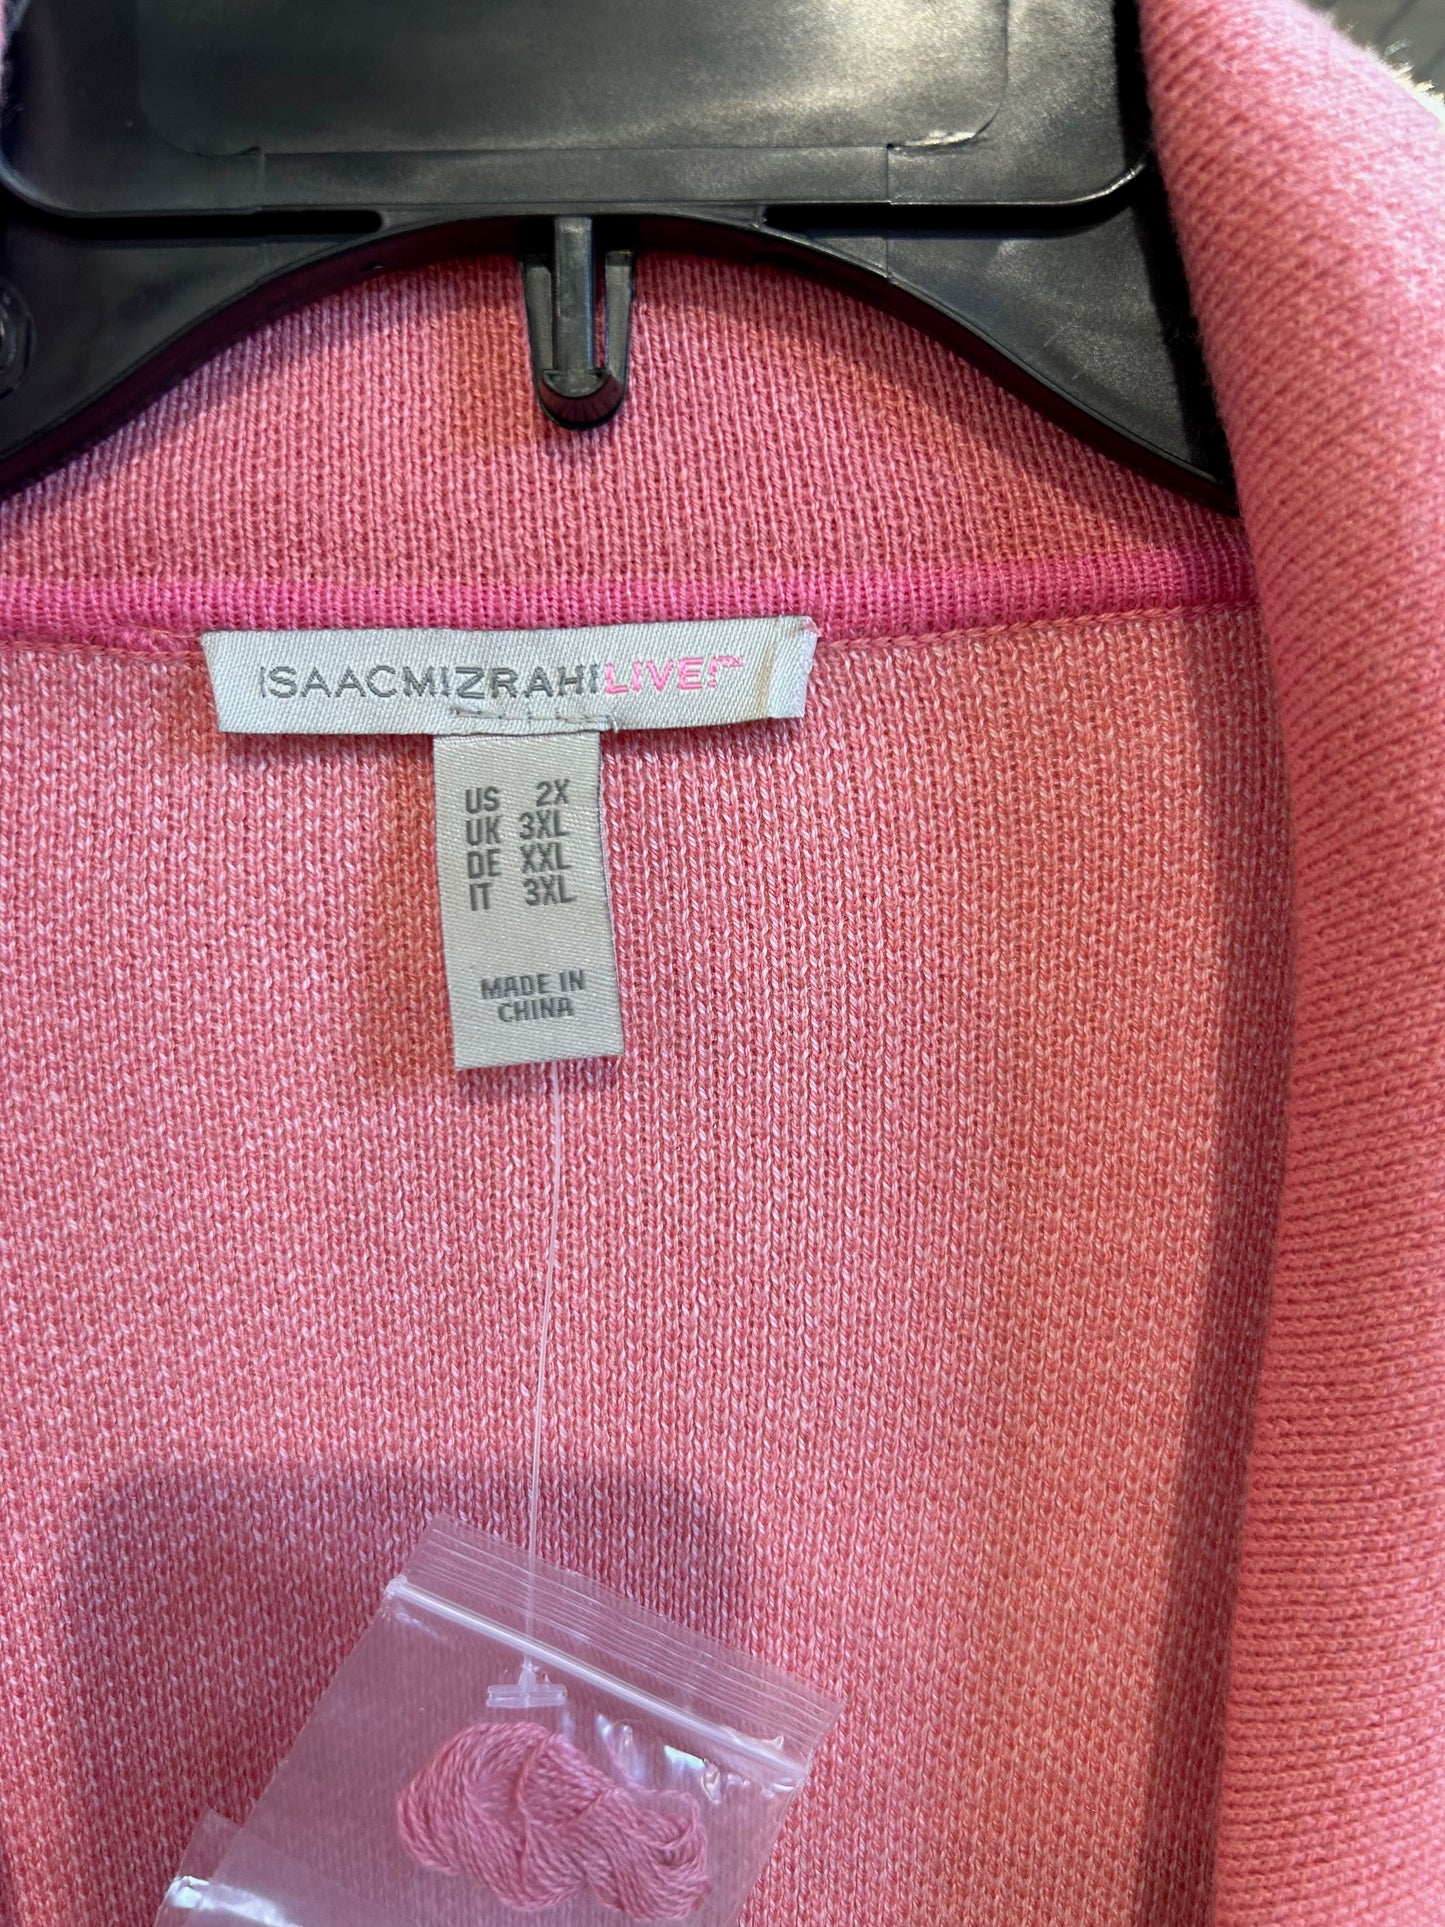 ISAACMIZRAHILIVE!
US 2X
UK 3XL
DE XXL
IT 3XL
MADE IN
CHINA